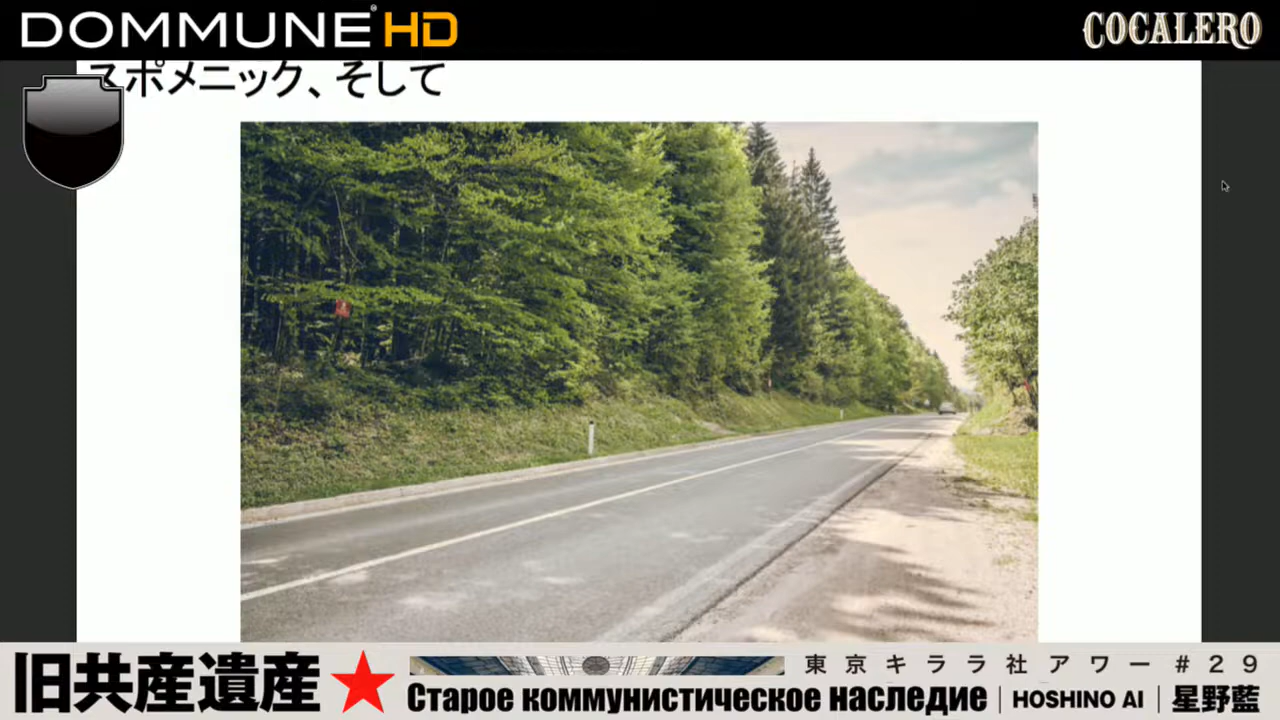 DOMMUNE® HD
COCALERO
スポメニック、そして
旧共産遺産★
東京キララ社アワー#29
Старое коммунистическое наследие | HOSHINO AI | 星野藍